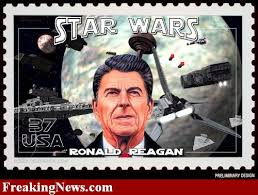 STAR WARS
37
USA
RONALD REAGAN
PRELIMINARY DESIGN
FreakingNews.com